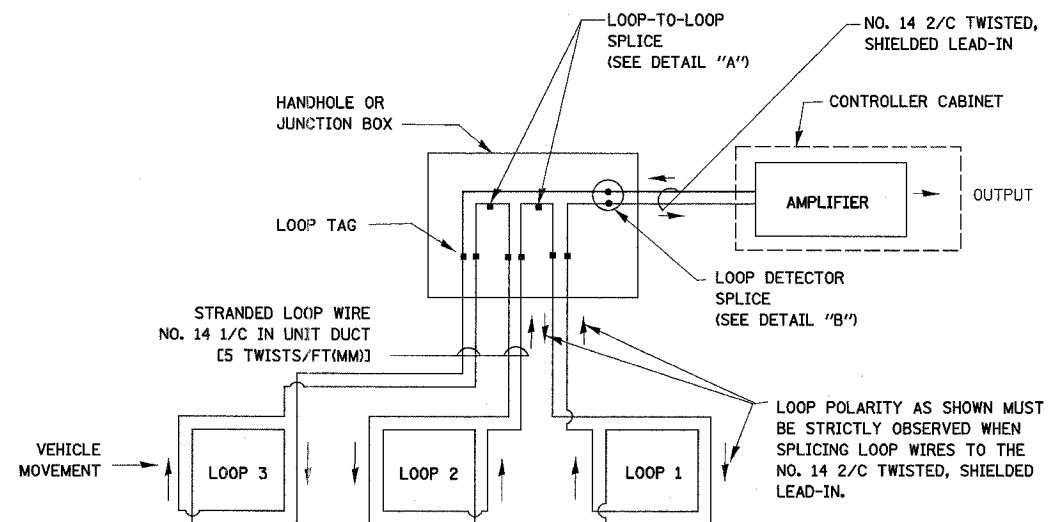 LOOP-TO-LOOP
SPLICE
(SEE DETAIL "A")
NO. 14 2/C TWISTED,
SHIELDED LEAD-IN
HANDHOLE OR
JUNCTION BOX
CONTROLLER CABINET
AMPLIFIER
OUTPUT
LOOP TAG
LOOP DETECTOR
SPLICE
(SEE DETAIL "B")
STRANDED LOOP WIRE
NO. 14 1/C IN UNIT DUCT
[5 TWISTS/FT(MM)]
LOOP POLARITY AS SHOWN MUST
BE STRICTLY OBSERVED WHEN
SPLICING LOOP WIRES TO THE
NO. 14 2/C TWISTED, SHIELDED
LEAD-IN.
VEHICLE
MOVEMENT
LOOP 3
LOOP 2
LOOP 1